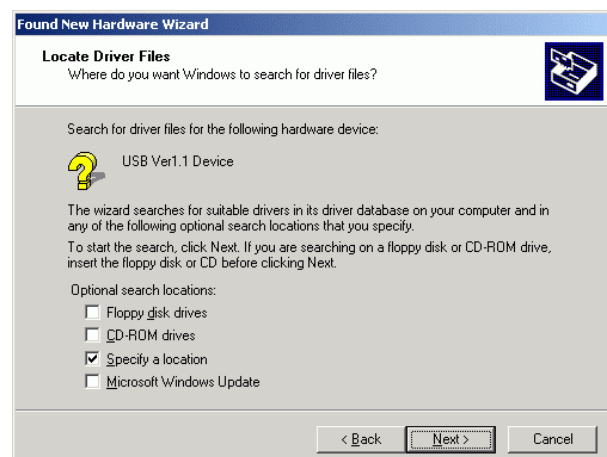 Found New Hardware Wizard
Locate Driver Files
Where do you want Windows to search for driver files?
Search for driver files for the following hardware device:
USB Ver1.1 Device
The wizard searches for suitable drivers in its driver database on your computer and in
any of the following optional search locations that you specify.
To start the search, click Next. If you are searching on a floppy disk or CD-ROM drive,
insert the floppy disk or CD before clicking Next.
Optional search locations:
Floppy disk drives
CD-ROM drives
Specify a location
Microsoft Windows Update
< Back Next > Cancel